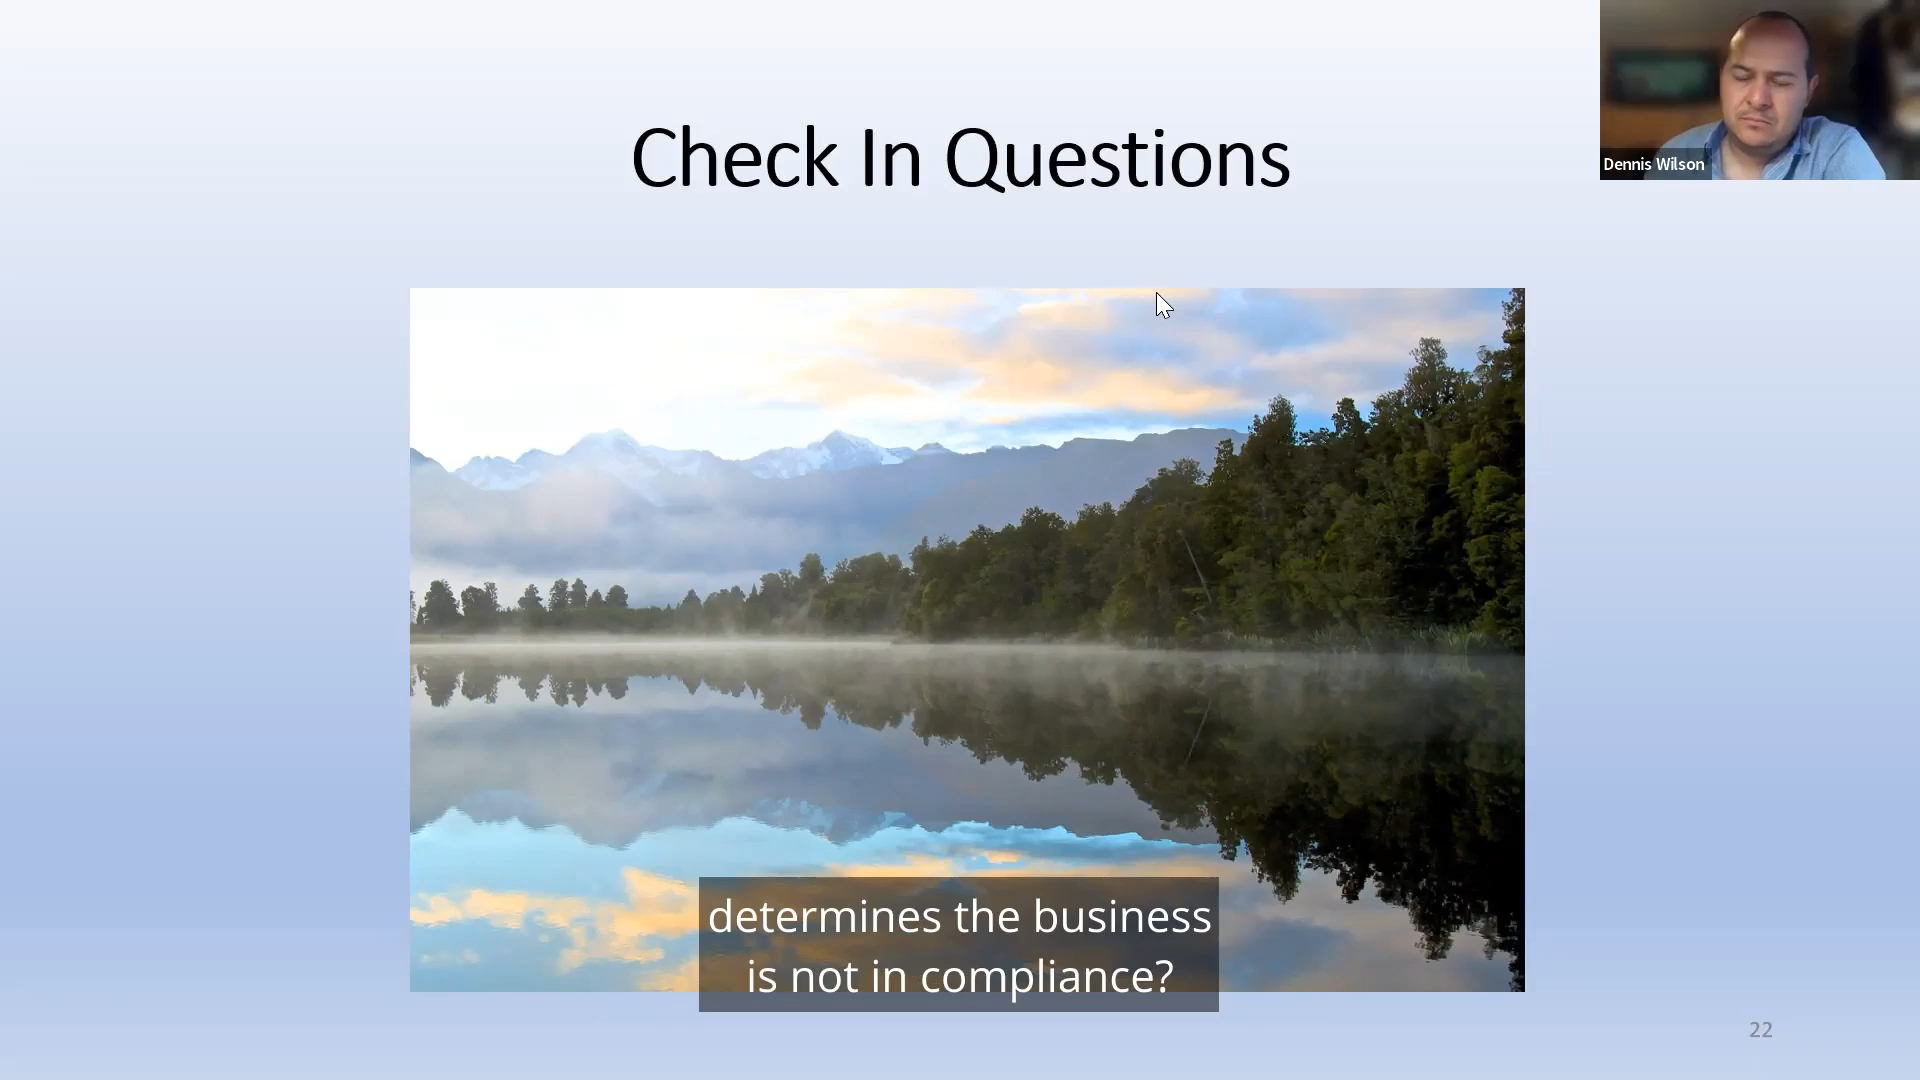 Check In Questions
Dennis Wilson
determines the business
is not in compliance?
22